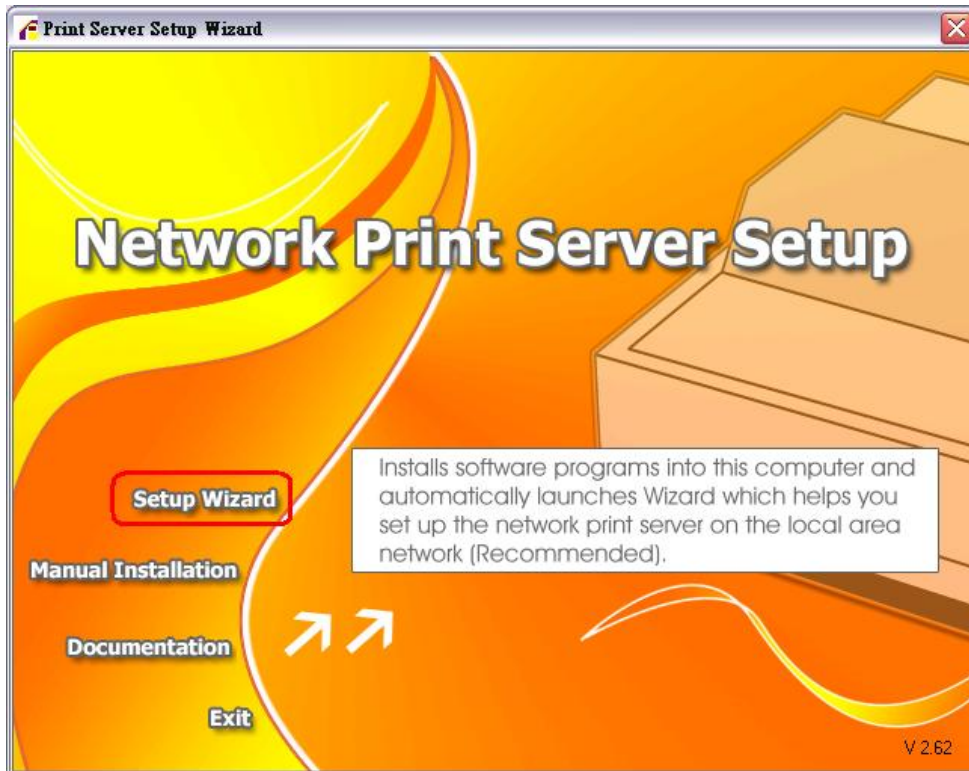 Print Server Setup Wizard
Network Print Server Setup
Setup Wizard
Installs software programs into this computer and
automatically launches Wizard which helps you
set up the network print server on the local area
network (Recommended).
Manual Installation
Documentation
Exit
V 2.62